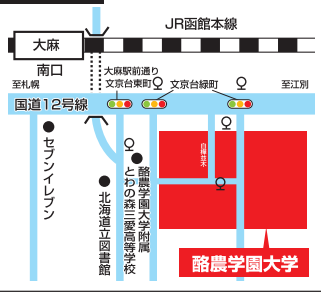 JR函館本線
大麻
南口
大麻駅前通り
文京台東町
文京台緑町
至札幌
至江別
国道12号線
セブンイレブン
北海道立図書館
とわの森三愛高等学校
酪農学園大学附属
白樺並木
酪農学園大学